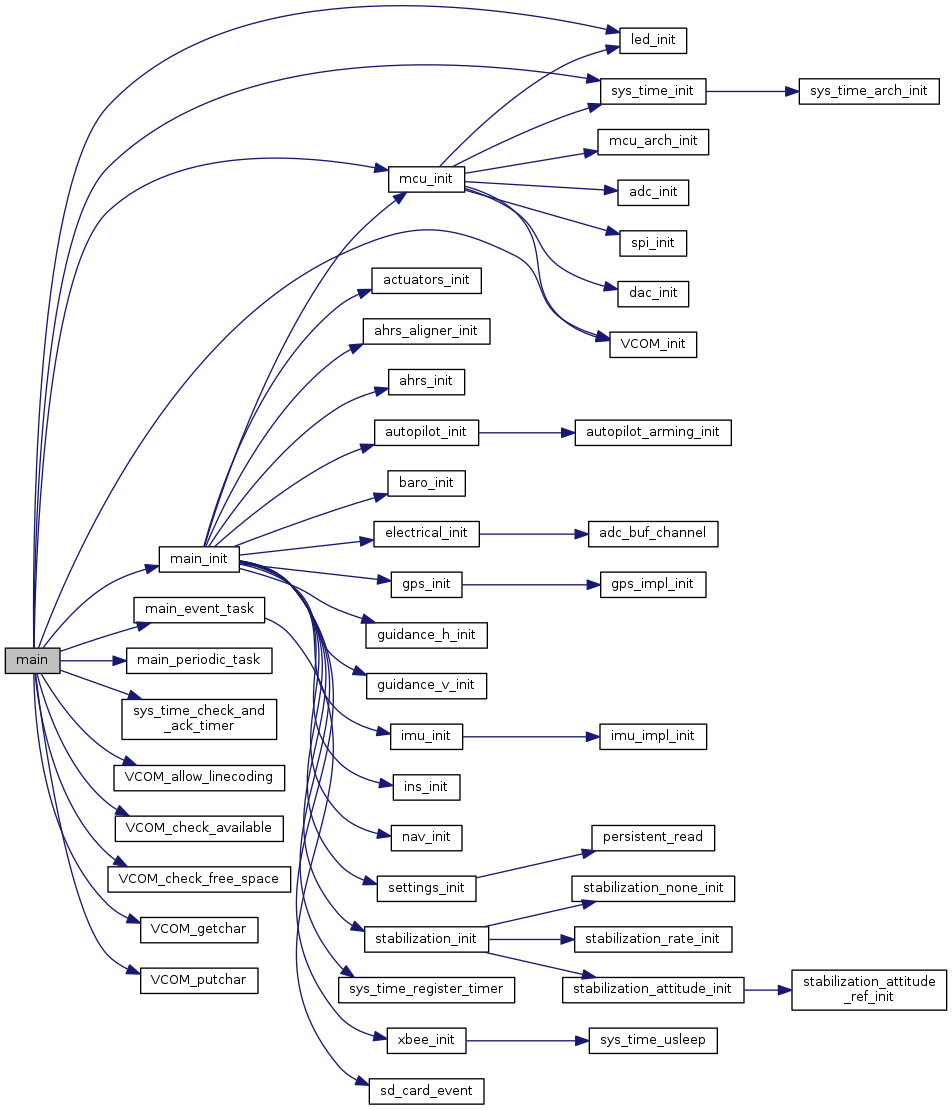 led_init
sys_time_init
sys_time_arch_init
mcu_arch_init
mcu_init
adc_init
spi_init
actuators_init
dac_init
ahrs_aligner_init
VCOM_init
ahrs_init
autopilot_init
autopilot_arming_init
baro_init
electrical_init
adc_buf_channel
main_init
gps_init
gps_impl_init
main_event_task
guidance_h_init
main
main_periodic_task
guidance_v_init
sys_time_check_and
_ack_timer
imu_init
imu_impl_init
VCOM_allow_linecoding
ins_init
VCOM_check_available
nav_init
persistent_read
VCOM_check_free_space
settings_init
stabilization_none_init
VCOM_getchar
stabilization_init
stabilization_rate_init
VCOM_putchar
sys_time_register_timer
stabilization_attitude_init
stabilization_attitude
_ref_init
xbee_init
sys_time_usleep
sd_card_event